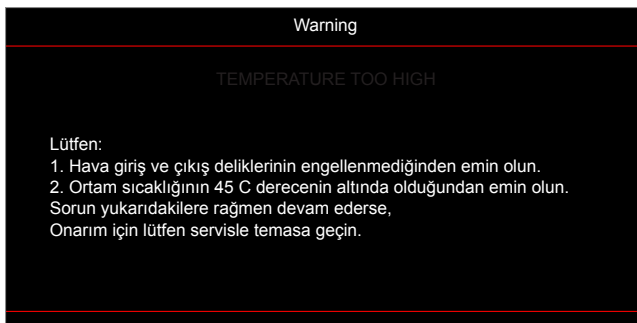 Warning
TEMPERATURE TOO HIGH
Lütfen:
1. Hava giriş ve çıkış deliklerinin engellenmediğinden emin olun.
2. Ortam sıcaklığının 45 C derecenin altında olduğundan emin olun.
Sorun yukarıdakilere rağmen devam ederse,
Onarım için lütfen servisle temasa geçin.